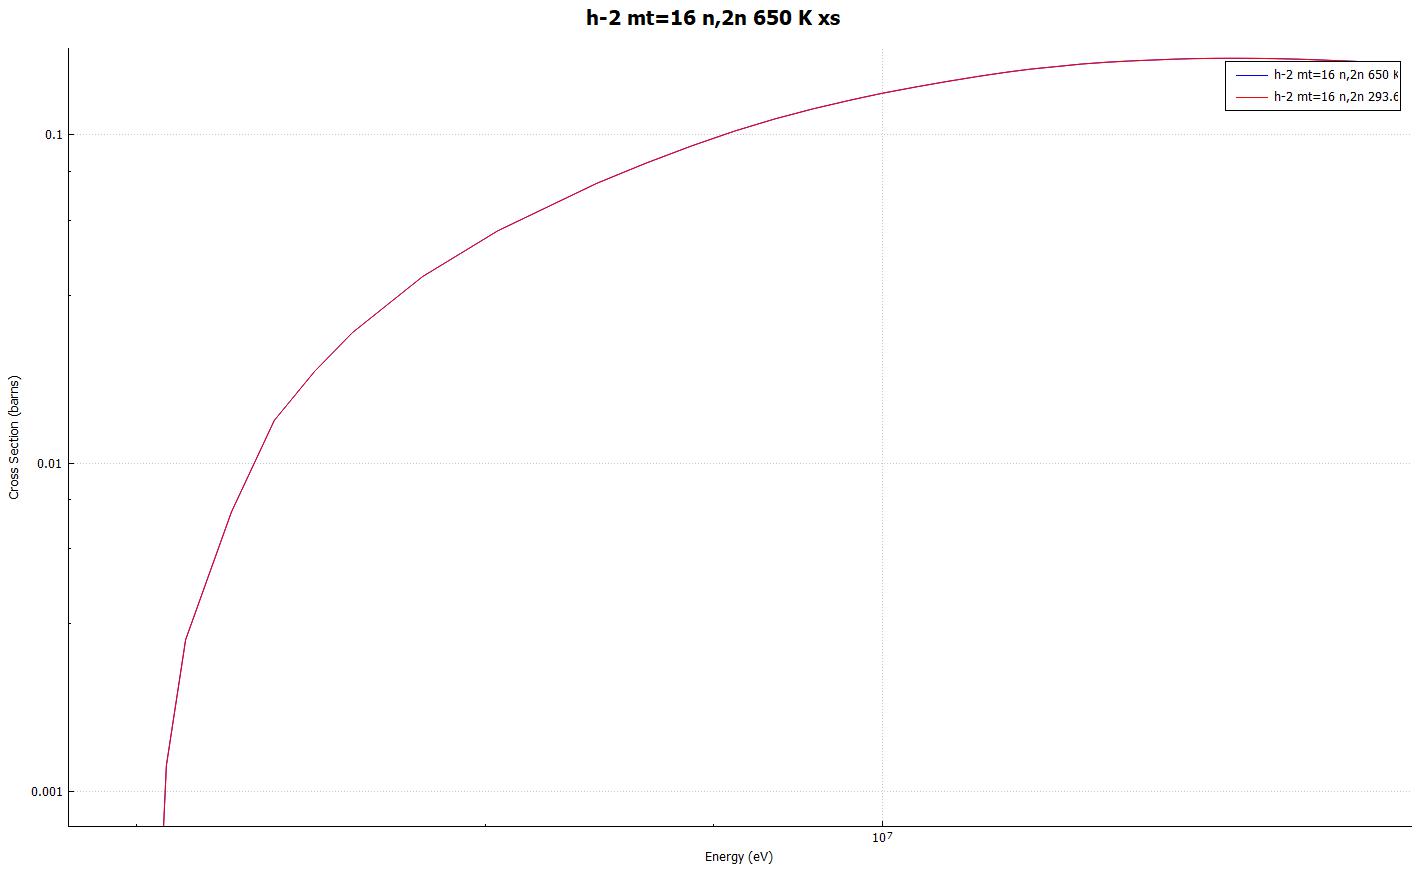 h-2 mt=16 n,2n 650 K xs
h-2 mt=16 n,2n 650 K
h-2 mt=16 n,2n 293.6
0.1
0.01
0.001
Cross Section (barns)
10⁷
Energy (eV)